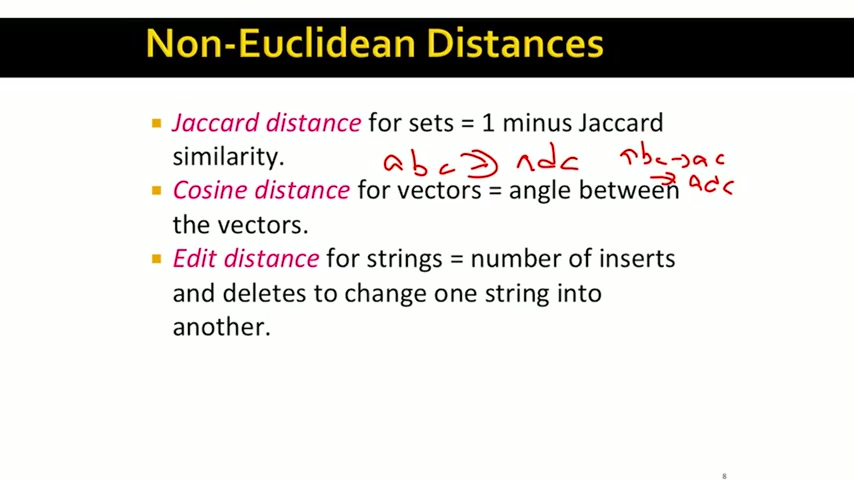 Non-Euclidean Distances
Jaccard distance for sets = 1 minus Jaccard
similarity.
abc ⇒ adc
abc → ac
→ adc
Cosine distance for vectors = angle between
the vectors.
Edit distance for strings = number of inserts
and deletes to change one string into
another.
8